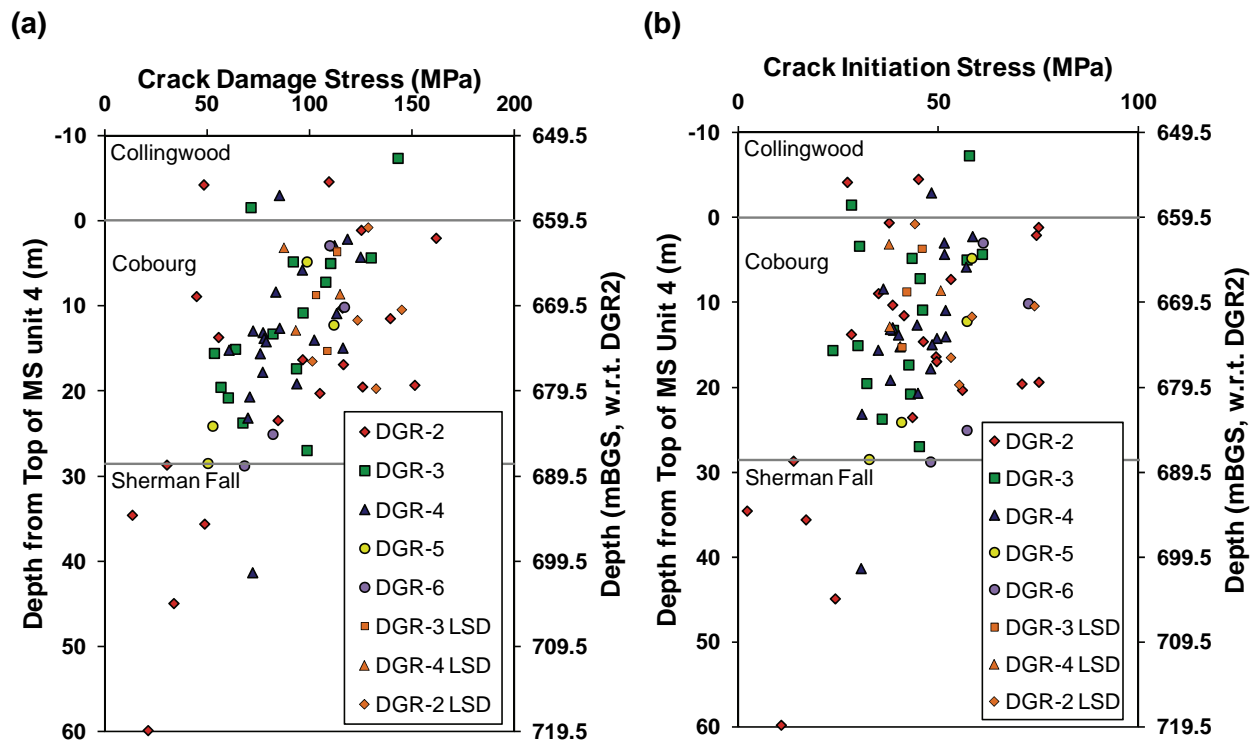 (a)
Crack Damage Stress (MPa)
0 50 100 150 200
-10
0
10
20
30
40
50
60
Depth from Top of MS Unit 4 (m)
649.5
659.5
669.5
679.5
689.5
699.5
709.5
719.5
Depth (mBGS, w.r.t. DGR2)
Collingwood
Cobourg
Sherman Fall
DGR-2
DGR-3
DGR-4
DGR-5
DGR-6
DGR-3 LSD
DGR-4 LSD
DGR-2 LSD
(b)
Crack Initiation Stress (MPa)
0 50 100
-10
0
10
20
30
40
50
60
Depth from Top of MS Unit 4 (m)
649.5
659.5
669.5
679.5
689.5
699.5
709.5
719.5
Depth (mBGS, w.r.t. DGR2)
Collingwood
Cobourg
Sherman Fall
DGR-2
DGR-3
DGR-4
DGR-5
DGR-6
DGR-3 LSD
DGR-4 LSD
DGR-2 LSD